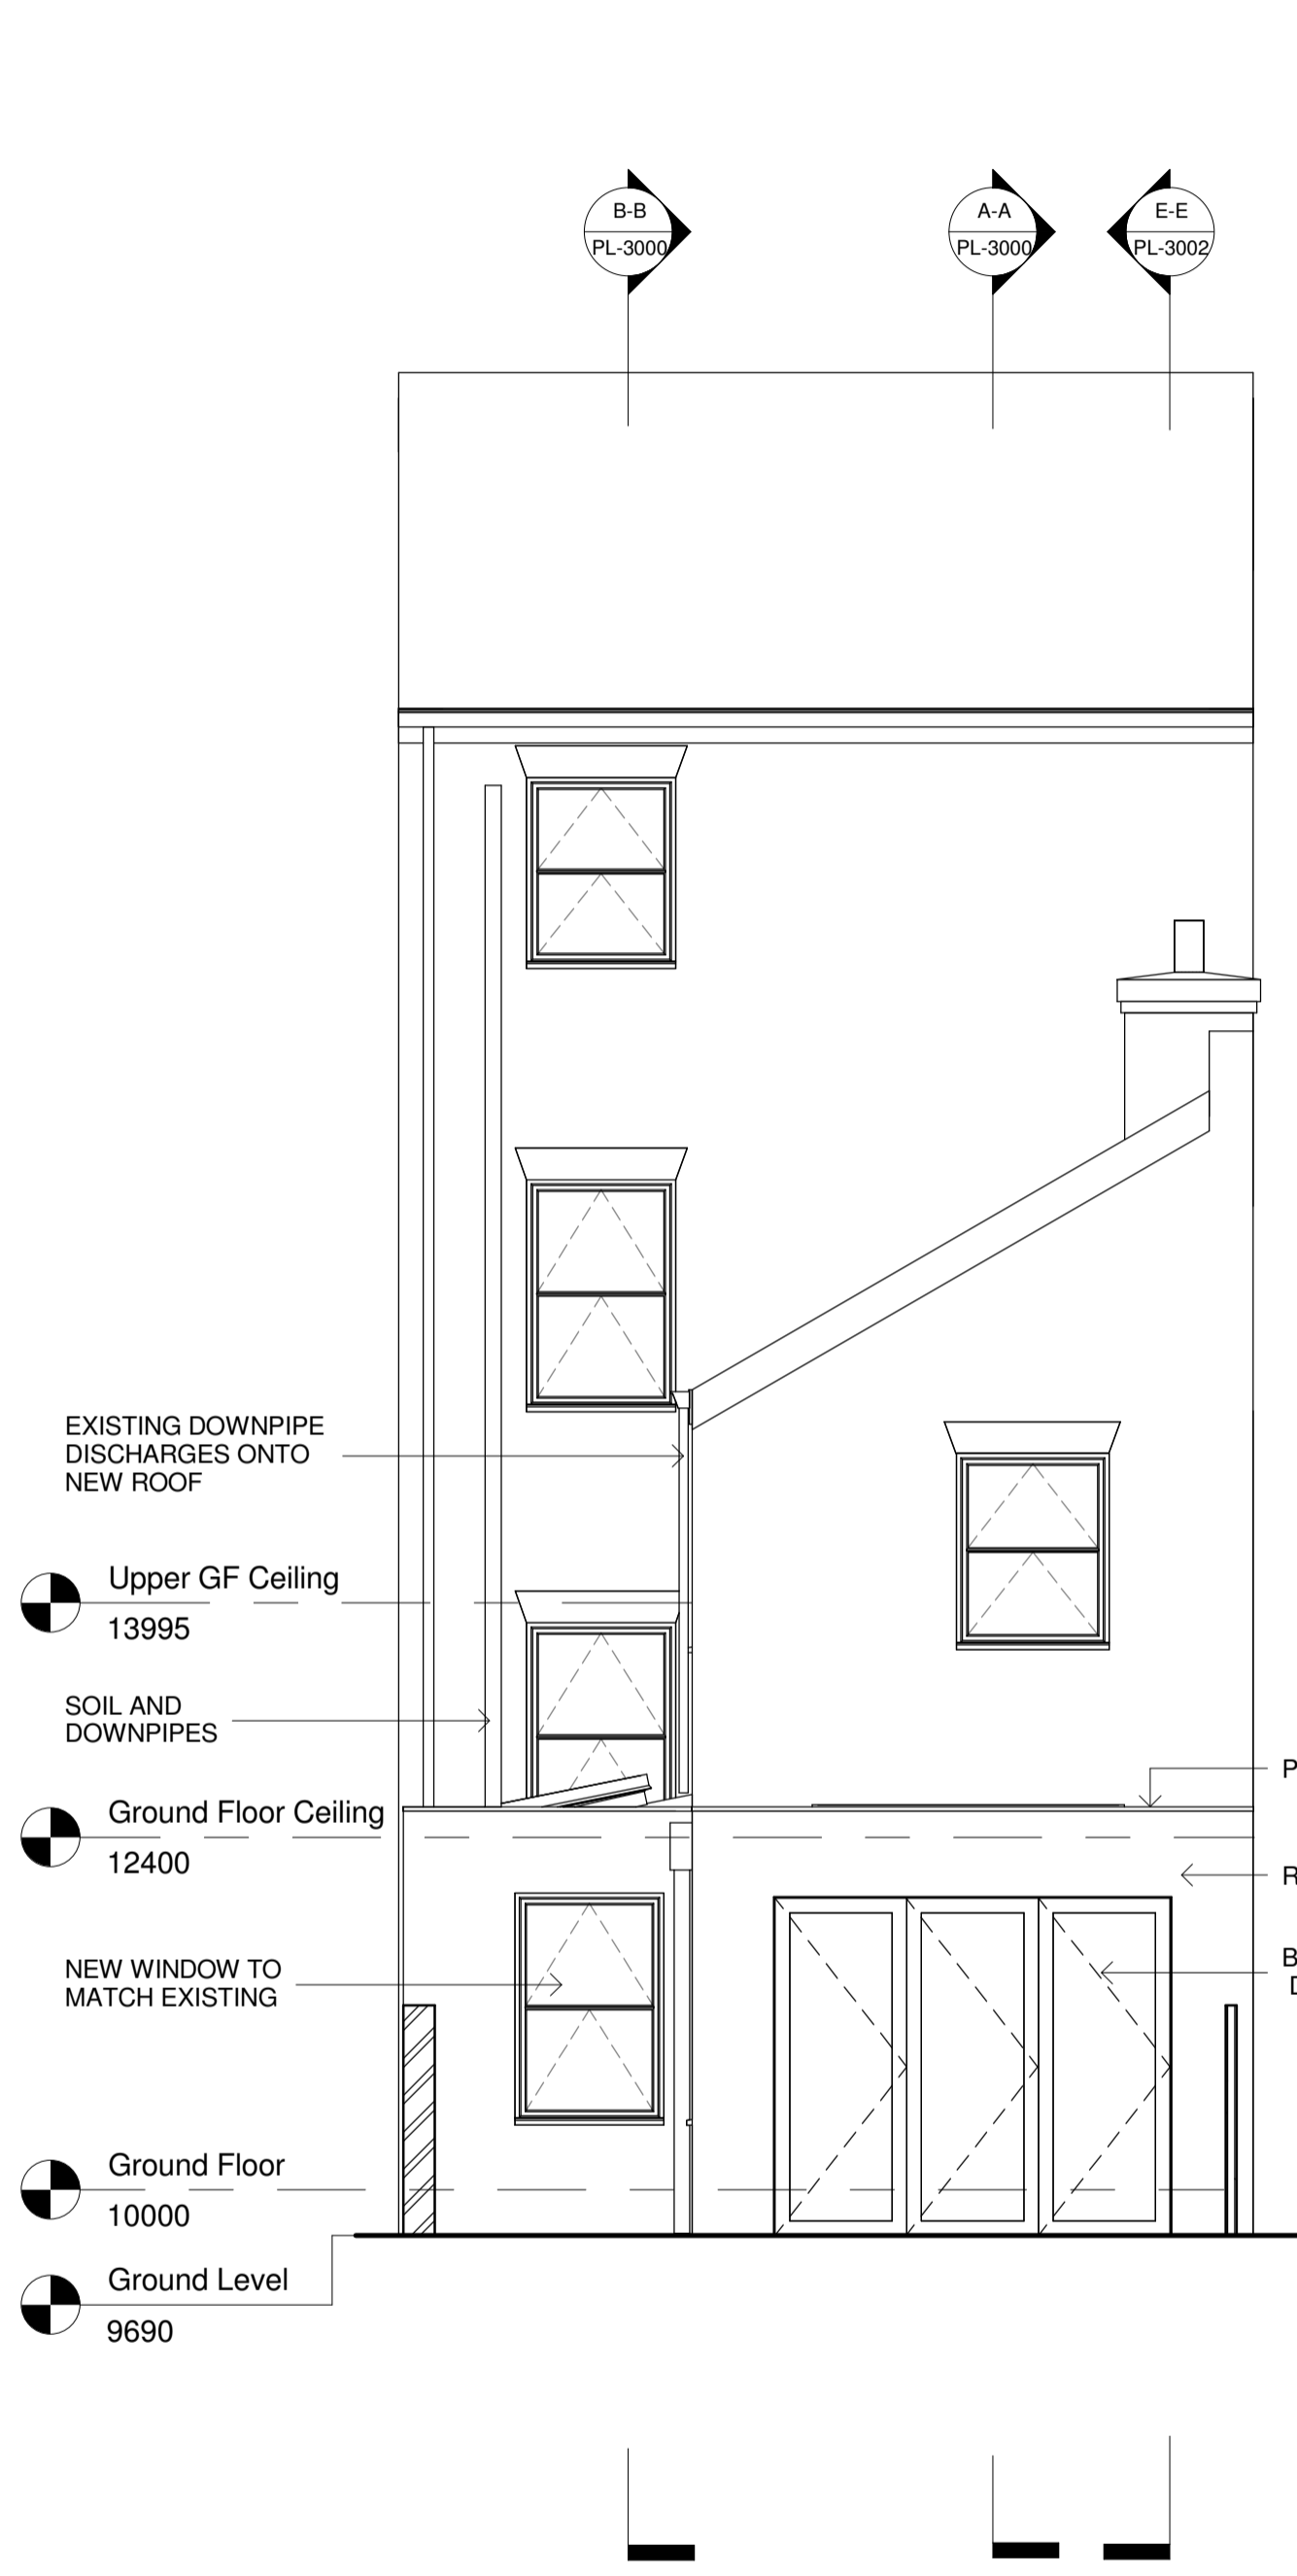 B-B
PL-3000
A-A
PL-3000
E-E
PL-3002
EXISTING DOWNPIPE
DISCHARGES ONTO
NEW ROOF
Upper GF Ceiling
13995
SOIL AND
DOWNPIPES
P
Ground Floor Ceiling
12400
R
NEW WINDOW TO
MATCH EXISTING
B
Ground Floor
10000
Ground Level
9690